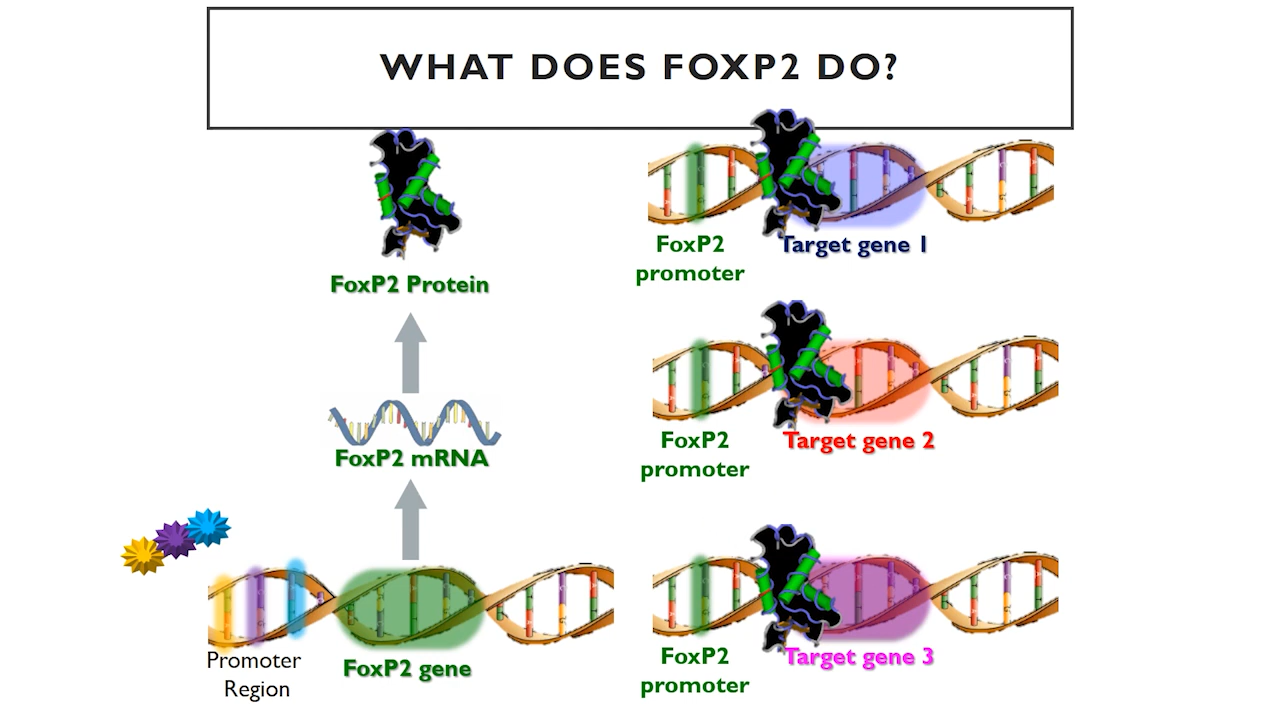 WHAT DOES FOXP2 DO?
FoxP2 Protein
FoxP2 mRNA
Promoter
Region
FoxP2 gene
FoxP2
promoter
Target gene 1
FoxP2
promoter
Target gene 2
FoxP2
promoter
Target gene 3